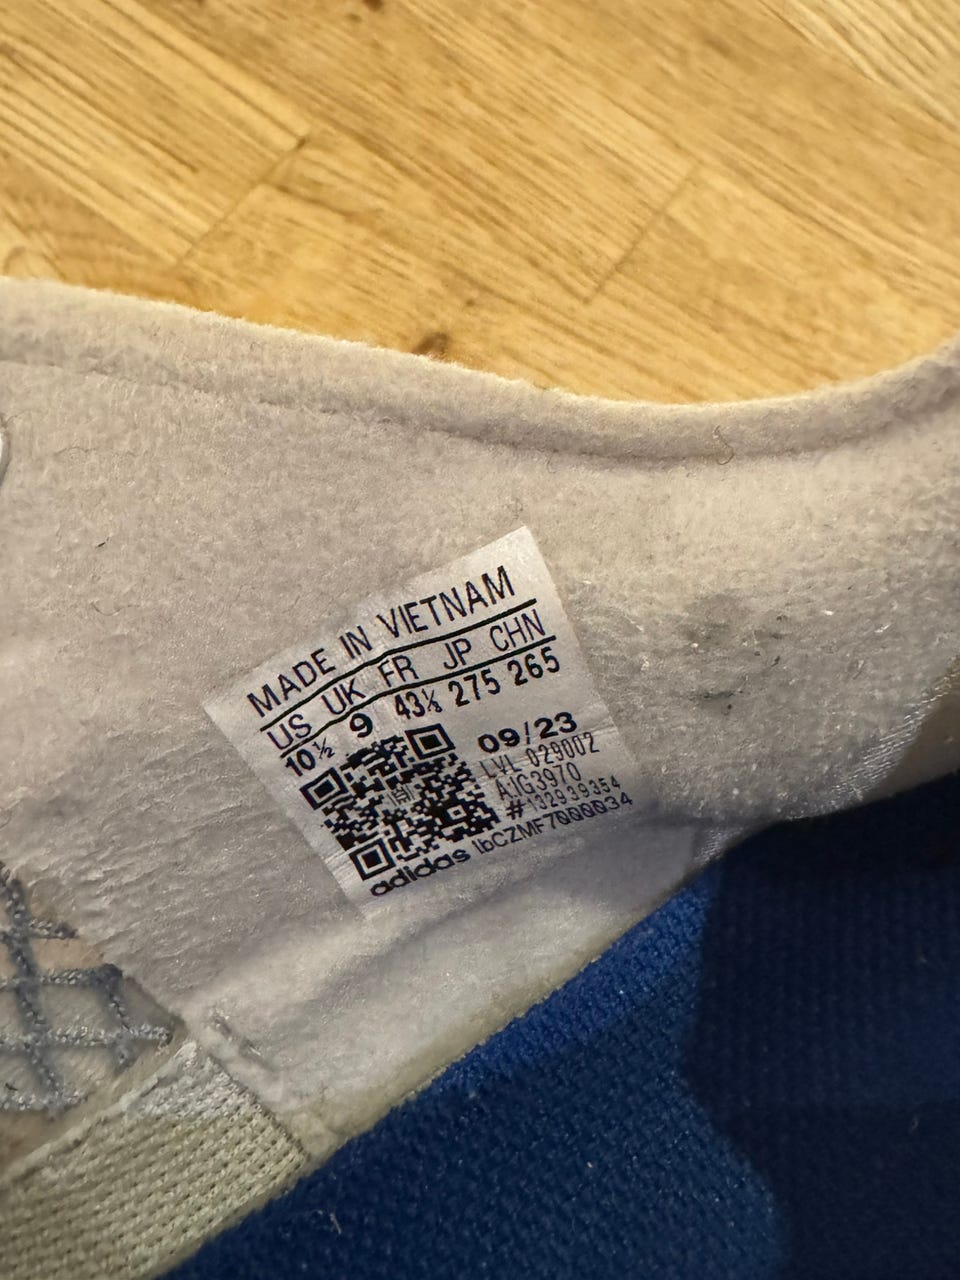 MADE IN VIETNAM
US UK FR JP CHN
10½ 9 43⅓ 275 265
09/23
LVL 029002
A1G3970
#132939354
adidas IbCZMF7000034